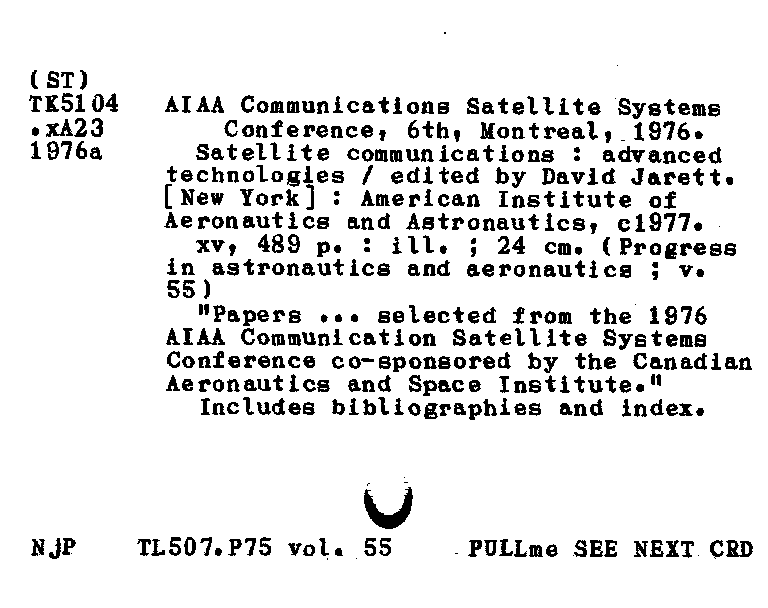 (ST)
TK5104 AIAA Communications Satellite Systems
.xA23 Conference, 6th, Montreal, 1976.
1976a Satellite communications : advanced
technologies / edited by David Jarett.
[New York] : American Institute of
Aeronautics and Astronautics, c1977.
xv, 489 p. : ill. ; 24 cm. (Progress
in astronautics and aeronautics ; v.
55)
"Papers ... selected from the 1976
AIAA Communication Satellite Systems
Conference co-sponsored by the Canadian
Aeronautics and Space Institute."
Includes bibliographies and index.
NjP TL507.P75 vol. 55 PULLme SEE NEXT CRD